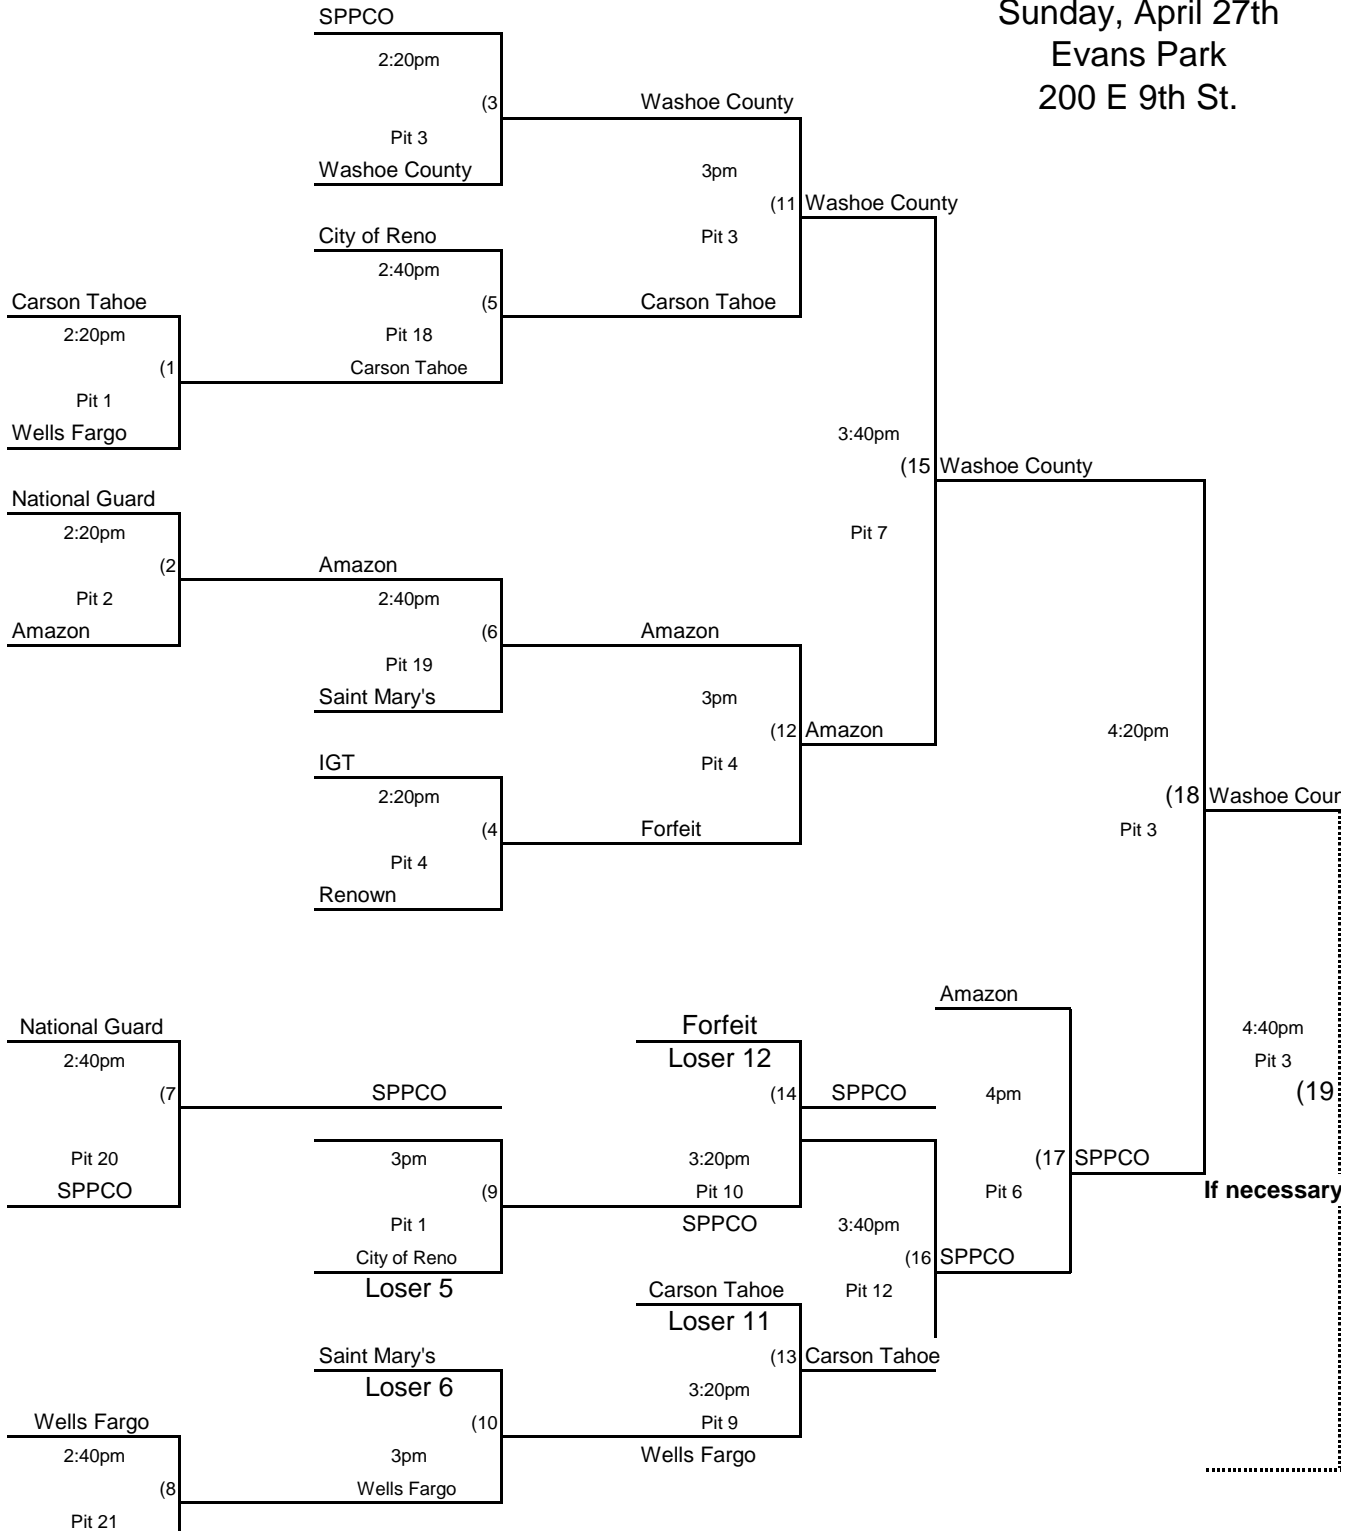 SPPCO
Sunday, April 27th
Evans Park
200 E 9th St.
2:20pm
(3
Washoe County
Pit 3
Washoe County
3pm
(11
Washoe County
City of Reno
Pit 3
2:40pm
Carson Tahoe
(5
Carson Tahoe
2:20pm
Pit 18
(1
Carson Tahoe
Pit 1
Wells Fargo
3:40pm
(15
Washoe County
National Guard
2:20pm
Pit 7
(2
Amazon
Pit 2
2:40pm
Amazon
(6
Amazon
Pit 19
Saint Mary's
3pm
(12
Amazon
4:20pm
IGT
Pit 4
2:20pm
(18
Washoe Coun
(4
Forfeit
Pit 3
Pit 4
Renown
Amazon
National Guard
Forfeit
4:40pm
2:40pm
Loser 12
Pit 3
(7
SPPCO
(14
SPPCO
4pm
(19
Pit 20
3pm
3:20pm
(17
SPPCO
SPPCO
(9
Pit 10
Pit 6
If necessary
Pit 1
SPPCO
3:40pm
City of Reno
(16
SPPCO
Loser 5
Carson Tahoe
Pit 12
Loser 11
Saint Mary's
(13
Carson Tahoe
Loser 6
3:20pm
Wells Fargo
(10
Pit 9
2:40pm
3pm
Wells Fargo
(8
Wells Fargo
Pit 21